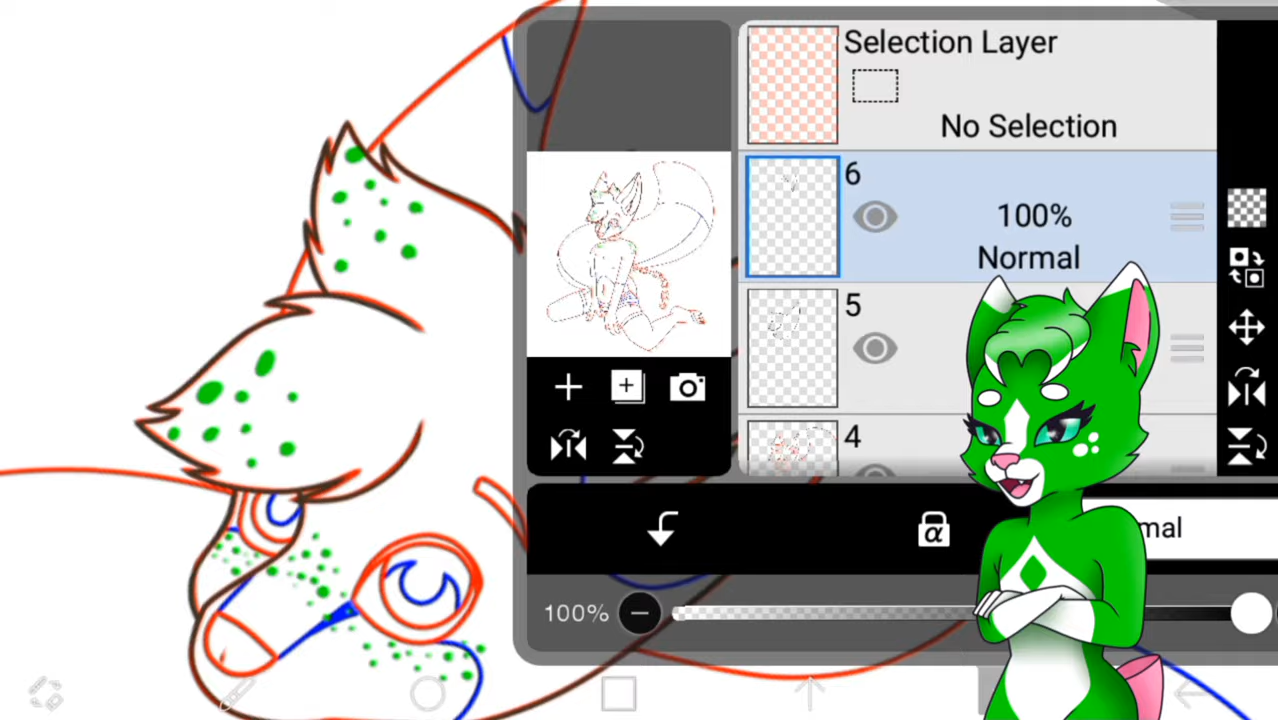 Selection Layer
No Selection
6
100%
Normal
5
4
α
mal
100%